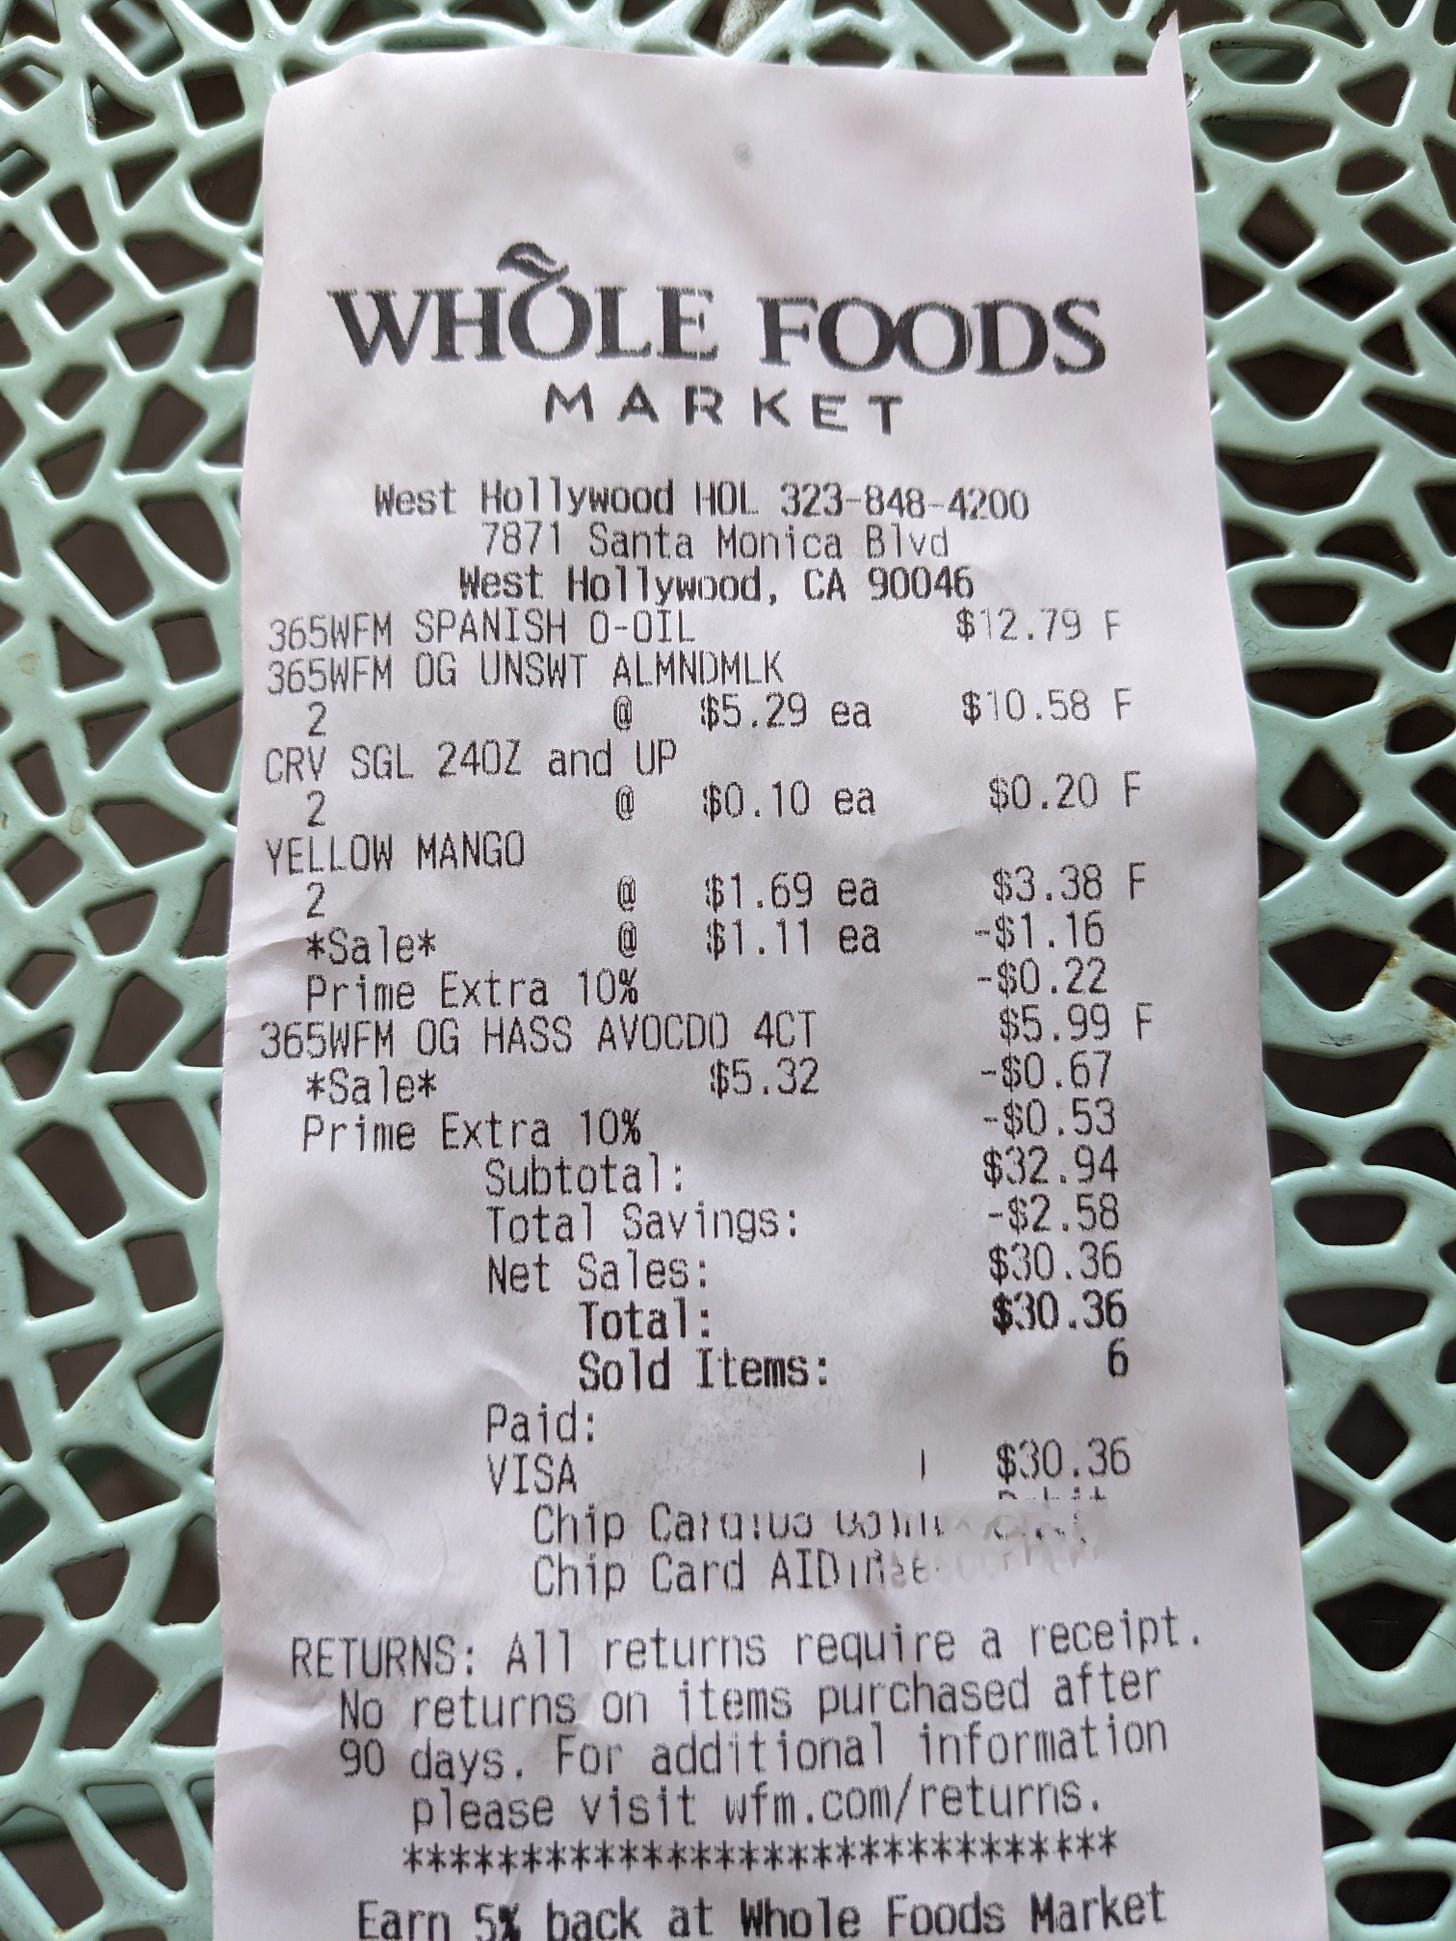 WHOLE FOODS
MARKET
West Hollywood HOL 323-848-4200
7871 Santa Monica Blvd
West Hollywood, CA 90046
365WFM SPANISH O-OIL $12.79 F
365WFM OG UNSWT ALMNDMLK
2 @ $5.29 ea $10.58 F
CRV SGL 24OZ and UP
2 @ $0.10 ea $0.20 F
YELLOW MANGO
2 @ $1.69 ea $3.38 F
*Sale* @ $1.11 ea -$1.16
Prime Extra 10% -$0.22
365WFM OG HASS AVOCDO 4CT $5.99 F
*Sale* $5.32 -$0.67
Prime Extra 10% -$0.53
Subtotal: $32.94
Total Savings: -$2.58
Net Sales: $30.36
Total: $30.36
Sold Items: 6
Paid:
VISA $30.36
Chip
Chip Card AID
RETURNS: All returns require a receipt.
No returns on items purchased after
90 days. For additional information
please visit wfm.com/returns.
******************************
Earn 5% back at Whole Foods Market